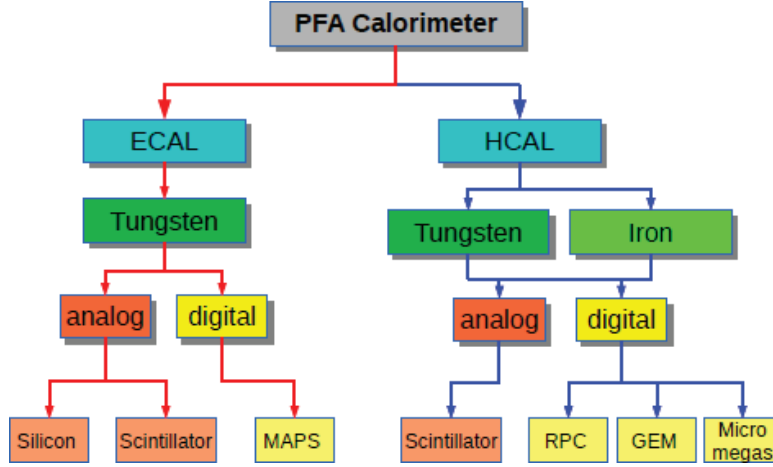 PFA Calorimeter
ECAL
HCAL
Tungsten
Tungsten
Iron
analog
digital
analog
digital
Silicon
Scintillator
MAPS
Scintillator
RPC
GEM
Micro
megas